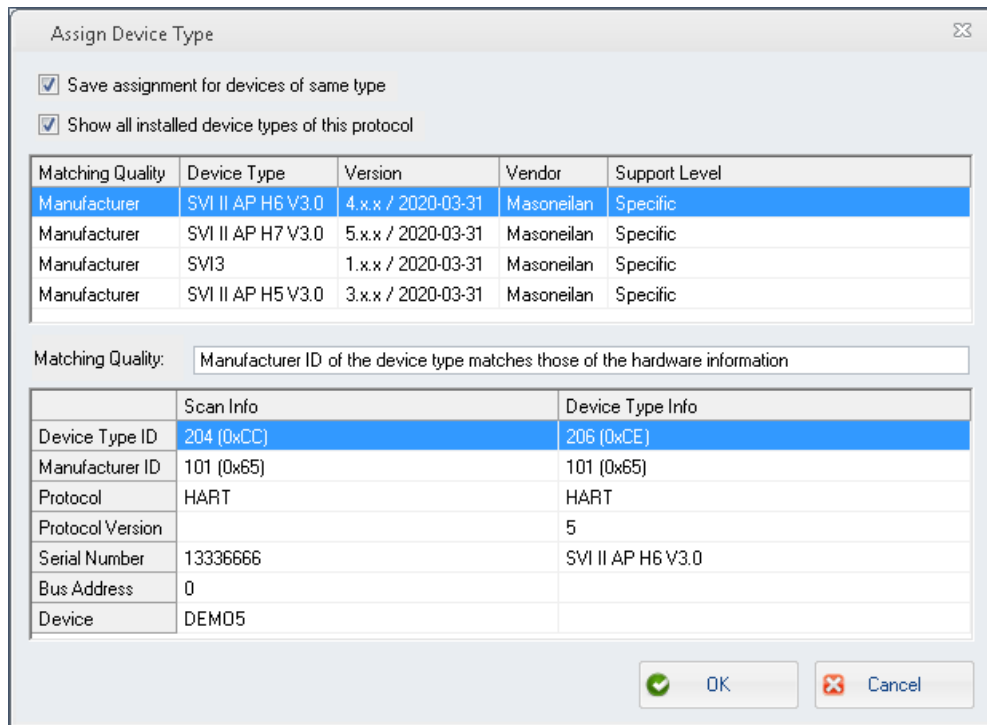 Assign Device Type
Save assignment for devices of same type
Show all installed device types of this protocol
Matching Quality Device Type Version Vendor Support Level
Manufacturer SVI II AP H6 V3.0 4.x.x / 2020-03-31 Masoneilan Specific
Manufacturer SVI II AP H7 V3.0 5.x.x / 2020-03-31 Masoneilan Specific
Manufacturer SVI3 1.x.x / 2020-03-31 Masoneilan Specific
Manufacturer SVI II AP H5 V3.0 3.x.x / 2020-03-31 Masoneilan Specific
Matching Quality: Manufacturer ID of the device type matches those of the hardware information
Scan Info Device Type Info
Device Type ID 204 (0xCC) 206 (0xCE)
Manufacturer ID 101 (0x65) 101 (0x65)
Protocol HART HART
Protocol Version 5
Serial Number 13336666 SVI II AP H6 V3.0
Bus Address 0
Device DEMO5
OK Cancel